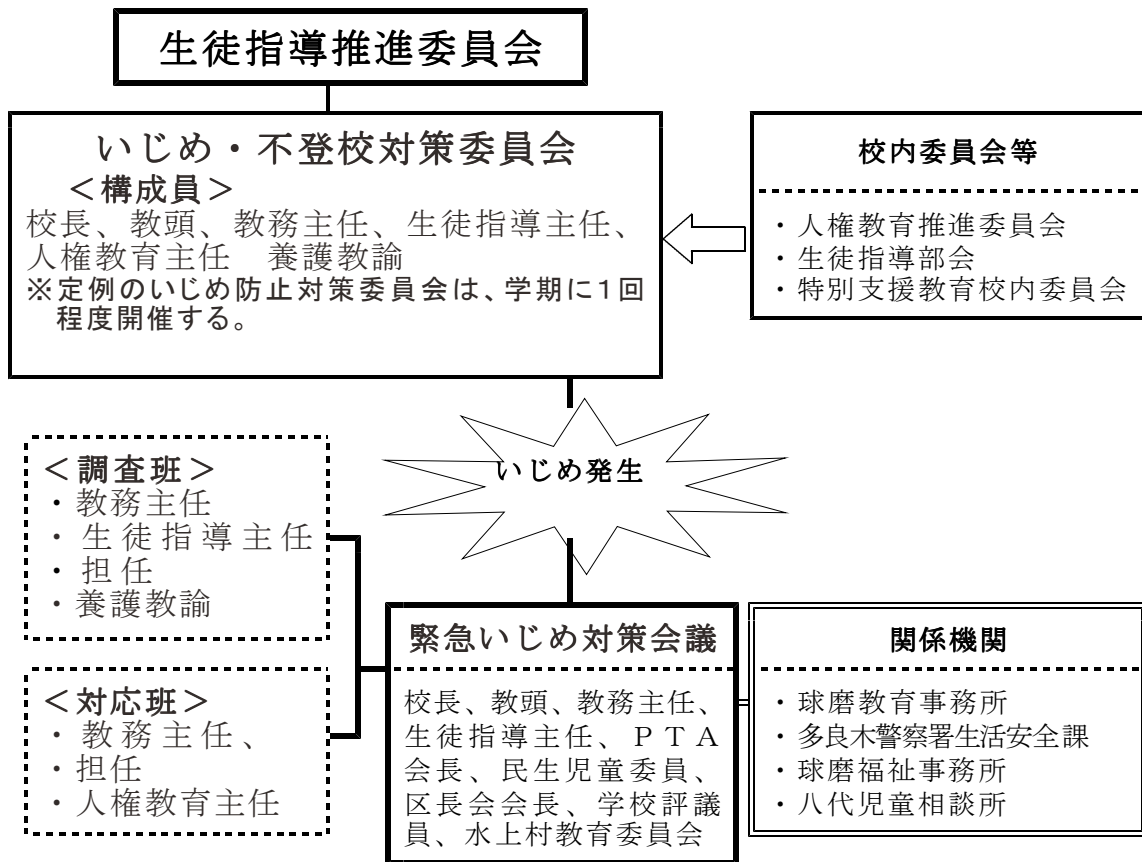 生徒指導推進委員会
いじめ・不登校対策委員会
＜構成員＞
校長、教頭、教務主任、生徒指導主任、
人権教育主任　養護教諭
※定例のいじめ防止対策委員会は、学期に１回
程度開催する。
校内委員会等
・人権教育推進委員会
・生徒指導部会
・特別支援教育校内委員会
いじめ発生
＜調査班＞
・教務主任
・生徒指導主任
・担任
・養護教諭
＜対応班＞
・教務主任、
・担任
・人権教育主任
緊急いじめ対策会議
校長、教頭、教務主任、
生徒指導主任、ＰＴＡ
会長、民生児童委員、
区長会会長、学校評議
員、水上村教育委員会
関係機関
・球磨教育事務所
・多良木警察署生活安全課
・球磨福祉事務所
・八代児童相談所